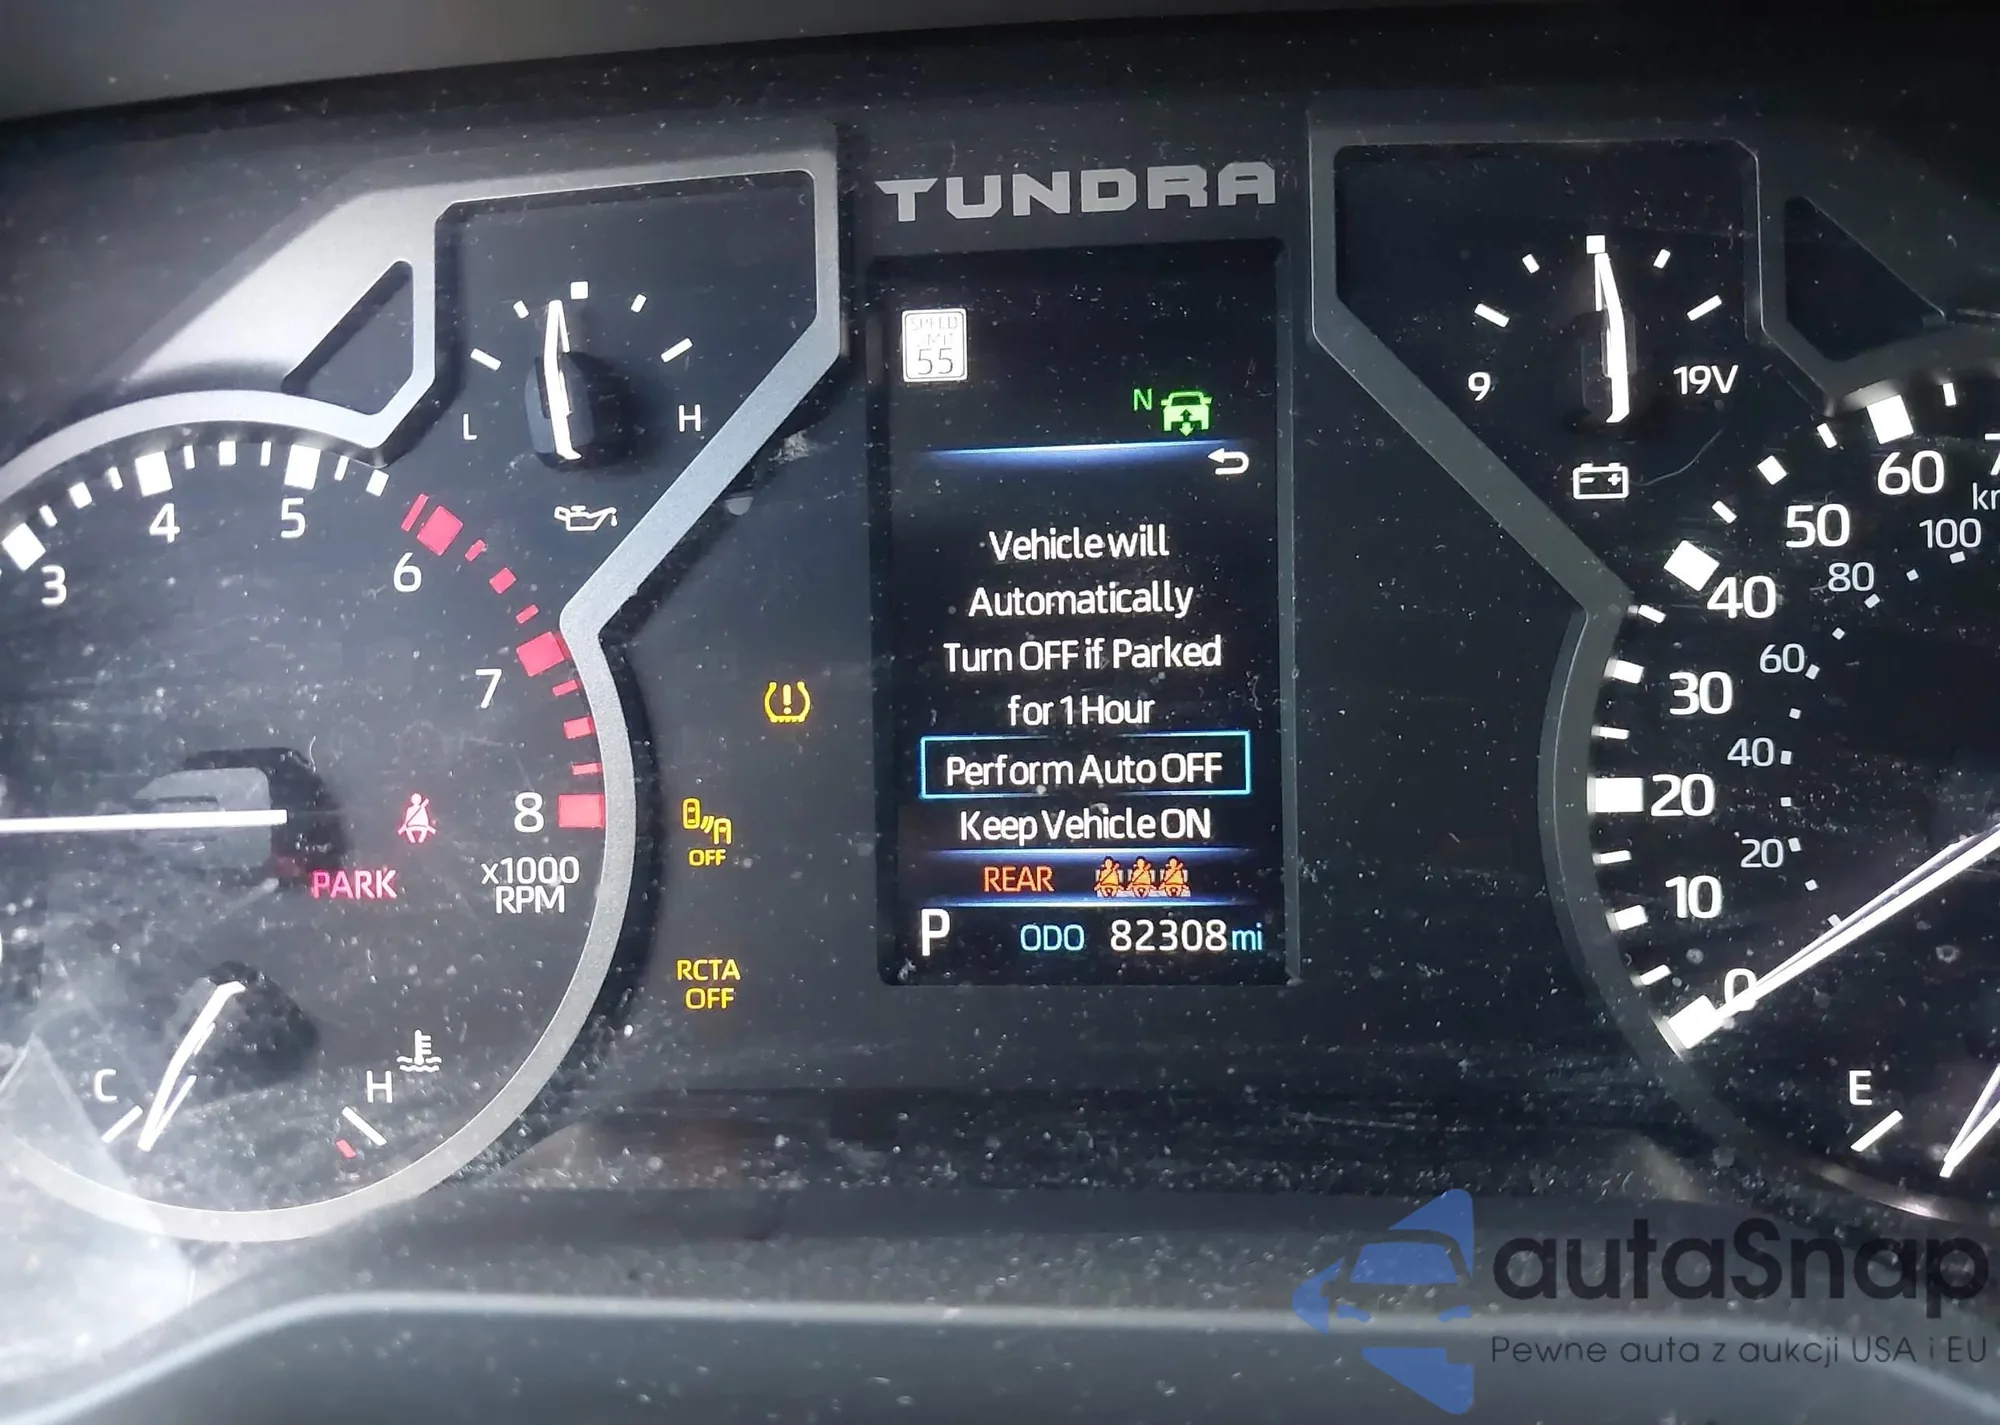 TUNDRA
SPEED
LIMIT
55
N
L
H
9
19V
3
4
5
6
7
8
x1000
RPM
PARK
C
H
A
OFF
RCTA
OFF
Vehicle will
Automatically
Turn OFF if Parked
for 1 Hour
Perform Auto OFF
Keep Vehicle ON
REAR
P ODO 82308 mi
60
50
40
30
20
10
0
100
80
60
40
20
E
autaSnap
Pewne auta z aukcji USA i EU